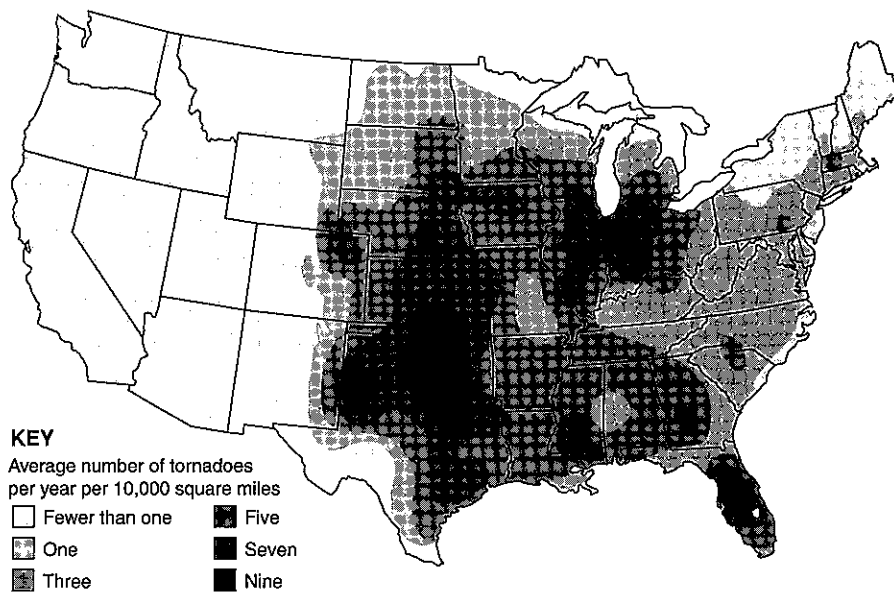 KEY
Average number of tornadoes
per year per 10,000 square miles
Fewer than one
One
Three
Five
Seven
Nine